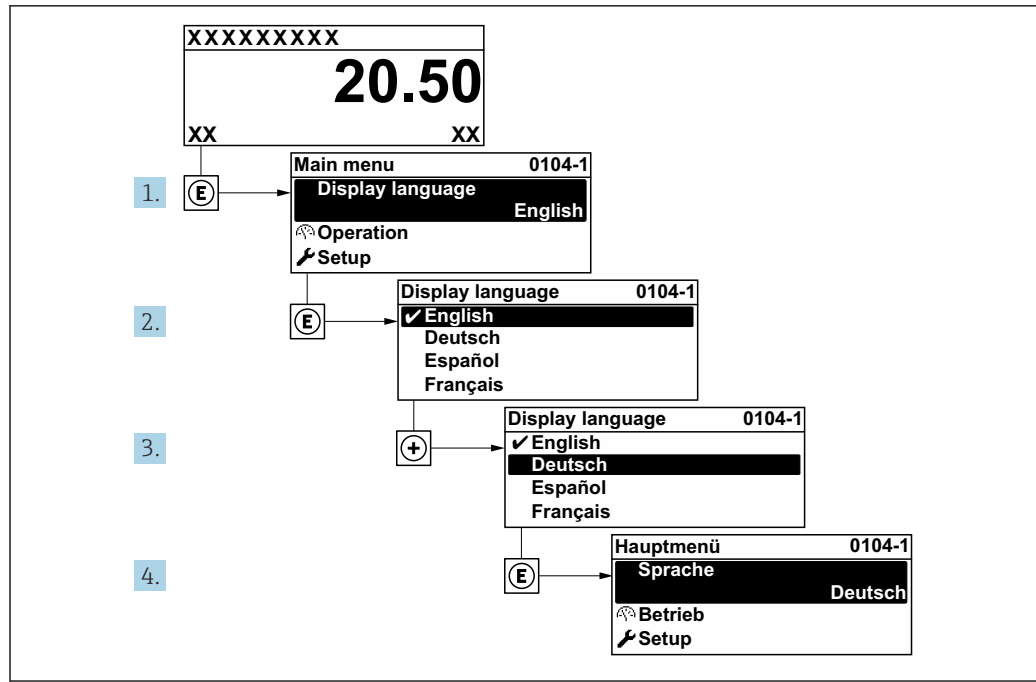 XXXXXXXXX
20.50
XX XX
Main menu 0104-1
1. E Display language
English
Operation
Setup
Display language 0104-1
2. E ✔English
Deutsch
Español
Français
Display language 0104-1
3. + ✔English
Deutsch
Español
Français
Hauptmenü 0104-1
4. E Sprache
Deutsch
Betrieb
Setup